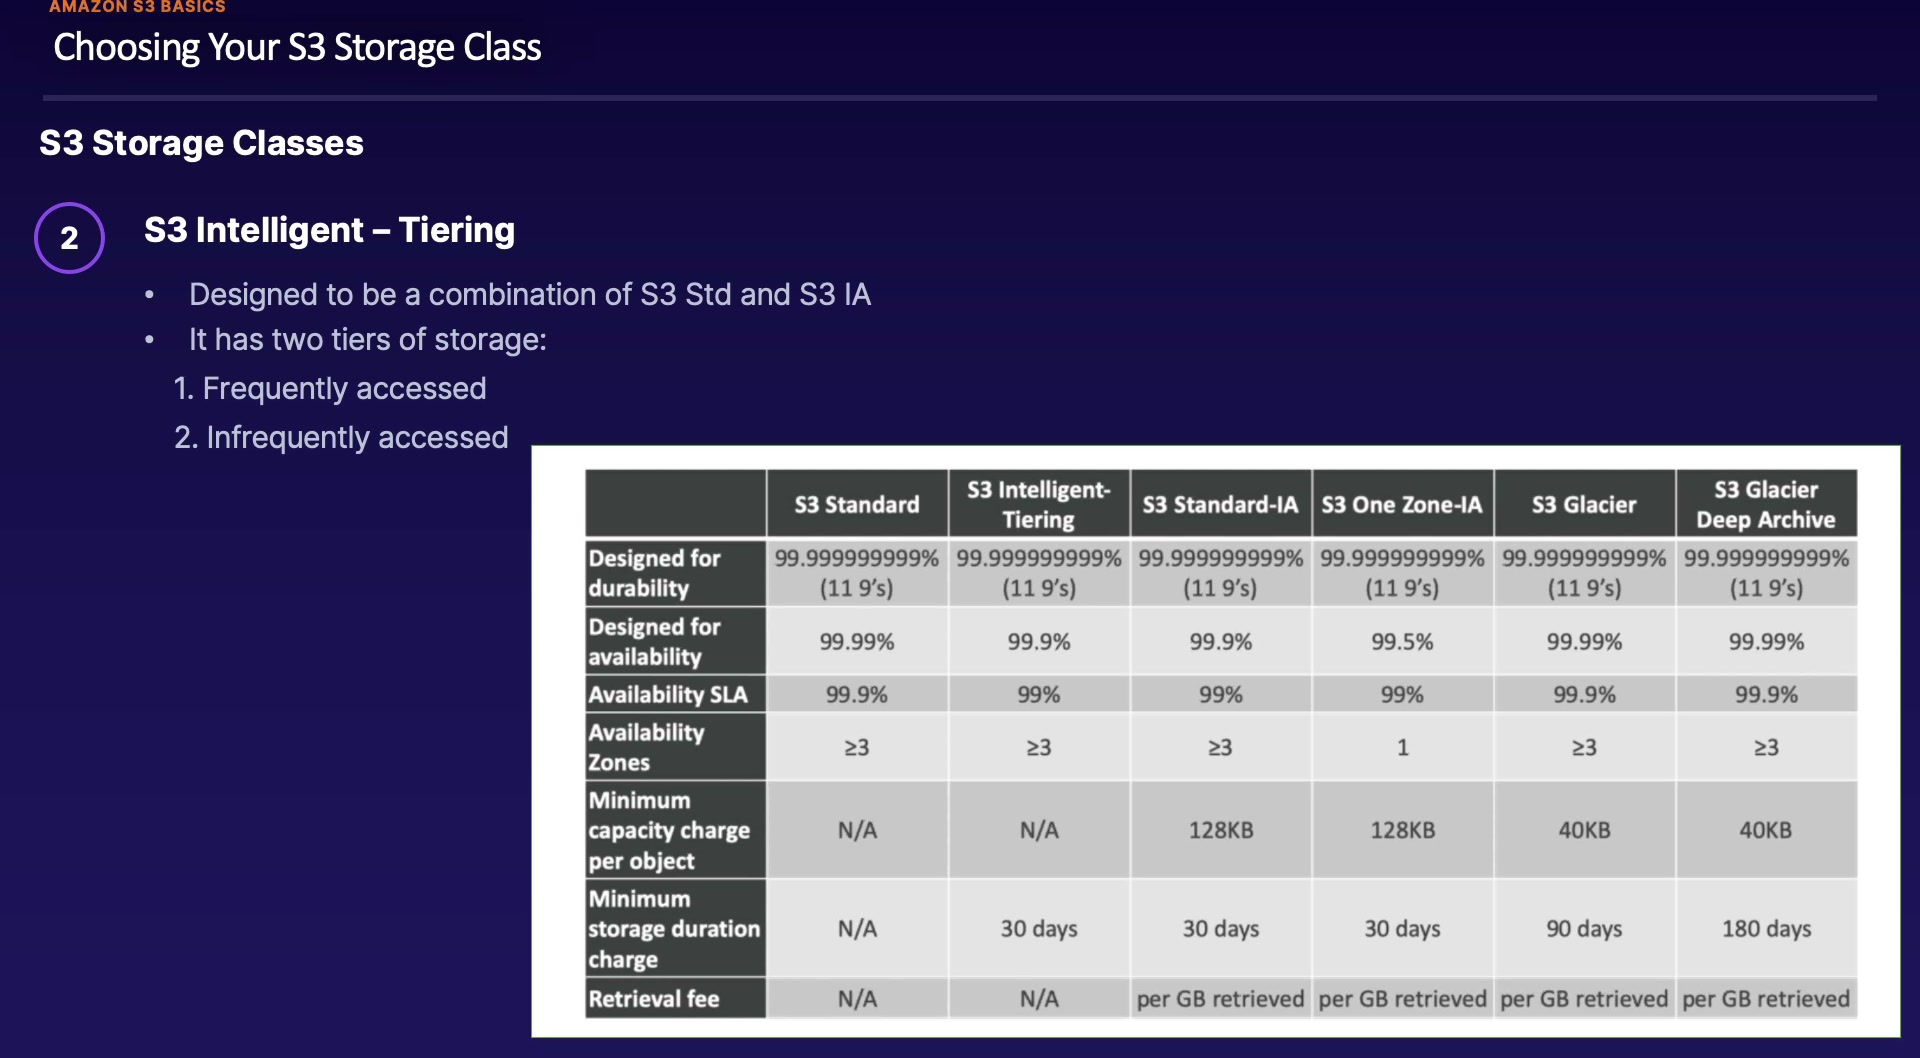 AMAZON S3 BASICS
Choosing Your S3 Storage Class
S3 Storage Classes
2
S3 Intelligent – Tiering
• Designed to be a combination of S3 Std and S3 IA
• It has two tiers of storage:
1. Frequently accessed
2. Infrequently accessed
S3 Standard S3 Intelligent-Tiering S3 Standard-IA S3 One Zone-IA S3 Glacier S3 Glacier Deep Archive
Designed for durability 99.999999999% (11 9’s) 99.999999999% (11 9’s) 99.999999999% (11 9’s) 99.999999999% (11 9’s) 99.999999999% (11 9’s) 99.999999999% (11 9’s)
Designed for availability 99.99% 99.9% 99.9% 99.5% 99.99% 99.99%
Availability SLA 99.9% 99% 99% 99% 99.9% 99.9%
Availability Zones ≥3 ≥3 ≥3 1 ≥3 ≥3
Minimum capacity charge per object N/A N/A 128KB 128KB 40KB 40KB
Minimum storage duration charge N/A 30 days 30 days 30 days 90 days 180 days
Retrieval fee N/A N/A per GB retrieved per GB retrieved per GB retrieved per GB retrieved